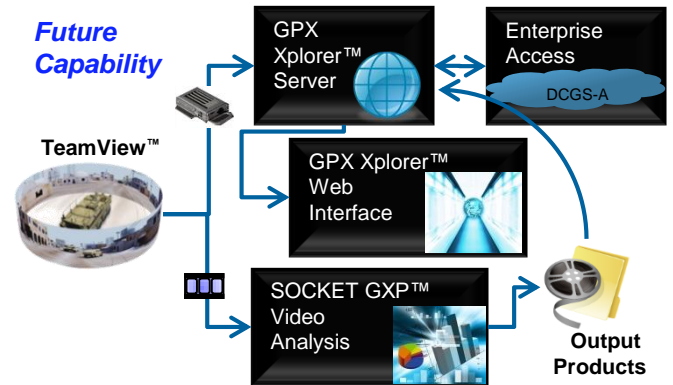 Future
Capability
GPX
Xplorer™
Server
Enterprise
Access
DCGS-A
TeamView™
GPX Xplorer™
Web
Interface
SOCKET GXP™
Video
Analysis
Output
Products